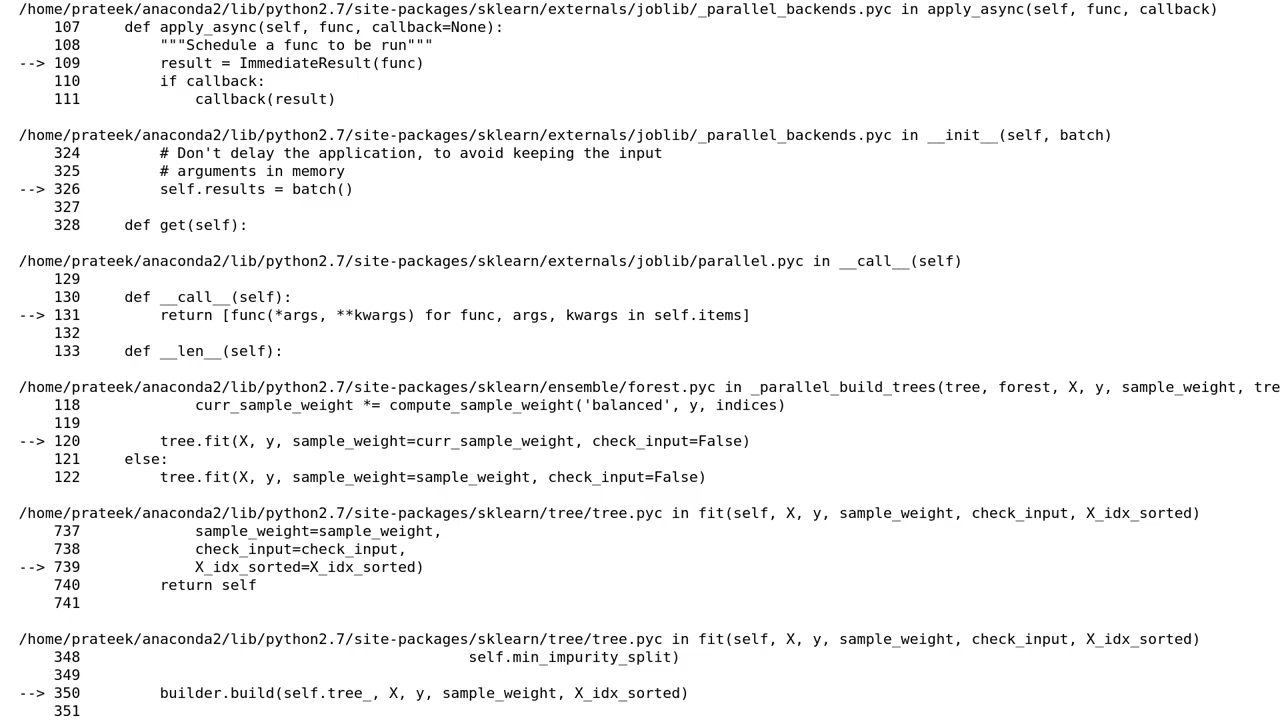 /home/prateek/anaconda2/lib/python2.7/site-packages/sklearn/externals/joblib/_parallel_backends.pyc in apply_async(self, func, callback)
    107     def apply_async(self, func, callback=None):
    108         """Schedule a func to be run"""
--> 109         result = ImmediateResult(func)
    110         if callback:
    111             callback(result)

/home/prateek/anaconda2/lib/python2.7/site-packages/sklearn/externals/joblib/_parallel_backends.pyc in __init__(self, batch)
    324         # Don't delay the application, to avoid keeping the input
    325         # arguments in memory
--> 326         self.results = batch()
    327
    328     def get(self):

/home/prateek/anaconda2/lib/python2.7/site-packages/sklearn/externals/joblib/parallel.pyc in __call__(self)
    129
    130     def __call__(self):
--> 131         return [func(*args, **kwargs) for func, args, kwargs in self.items]
    132
    133     def __len__(self):

/home/prateek/anaconda2/lib/python2.7/site-packages/sklearn/ensemble/forest.pyc in _parallel_build_trees(tree, forest, X, y, sample_weight, tre
    118             curr_sample_weight *= compute_sample_weight('balanced', y, indices)
    119
--> 120         tree.fit(X, y, sample_weight=curr_sample_weight, check_input=False)
    121     else:
    122         tree.fit(X, y, sample_weight=sample_weight, check_input=False)

/home/prateek/anaconda2/lib/python2.7/site-packages/sklearn/tree/tree.pyc in fit(self, X, y, sample_weight, check_input, X_idx_sorted)
    737             sample_weight=sample_weight,
    738             check_input=check_input,
--> 739             X_idx_sorted=X_idx_sorted)
    740         return self
    741

/home/prateek/anaconda2/lib/python2.7/site-packages/sklearn/tree/tree.pyc in fit(self, X, y, sample_weight, check_input, X_idx_sorted)
    348                                            self.min_impurity_split)
    349
--> 350         builder.build(self.tree_, X, y, sample_weight, X_idx_sorted)
    351